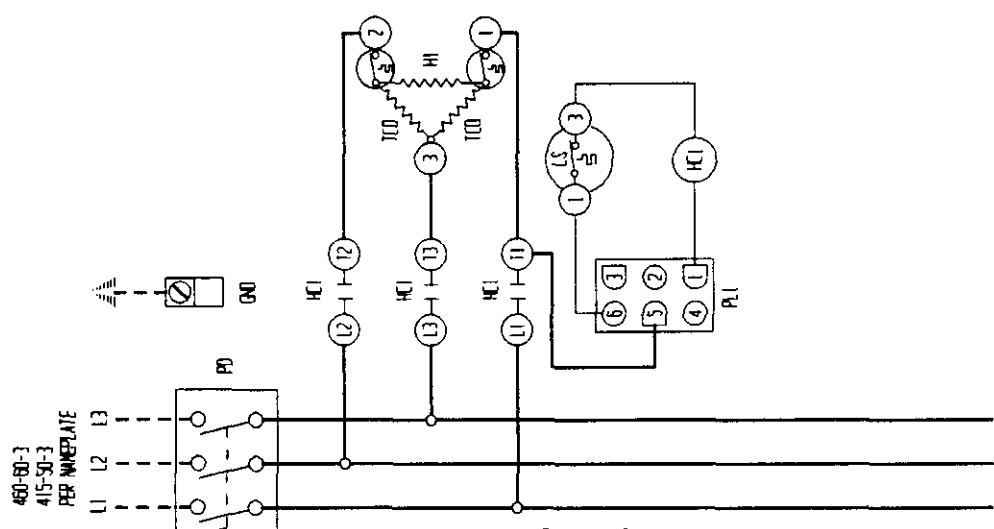 460-60-3
415-50-3
PER NAMEPLATE
L1 L2 L3
PD
GND
L2 HC1 T2
L3 HC1 T3
L1 HC1 T1
2
1
H1
TCO
TCO
3
3
LS
1
HC1
3 2 1
6 5 4
PL1